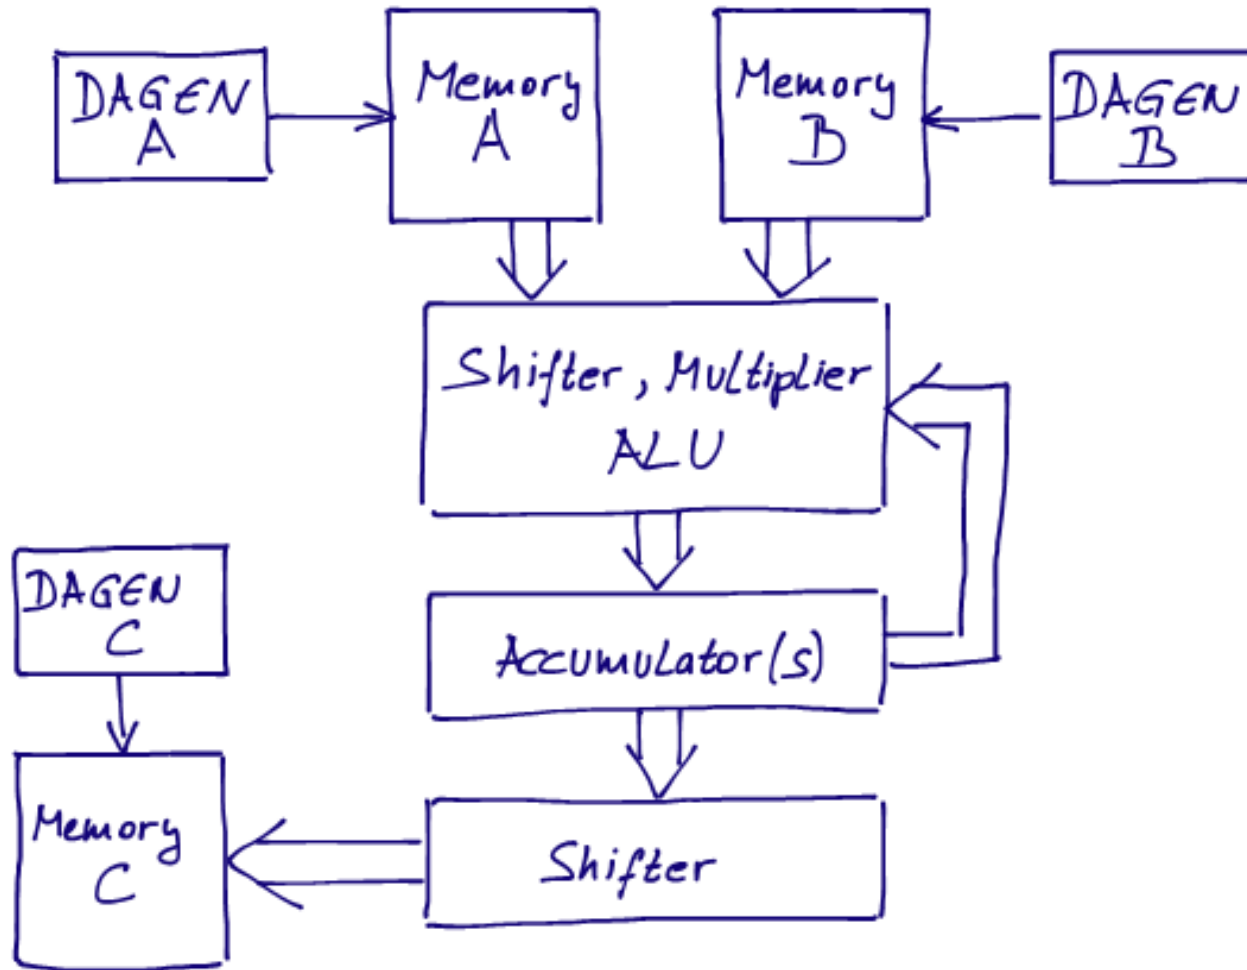 DAGEN
A
Memory
A
Memory
B
DAGEN
B
Shifter, Multiplier
ALU
DAGEN
C
Accumulator(s)
Memory
C
Shifter